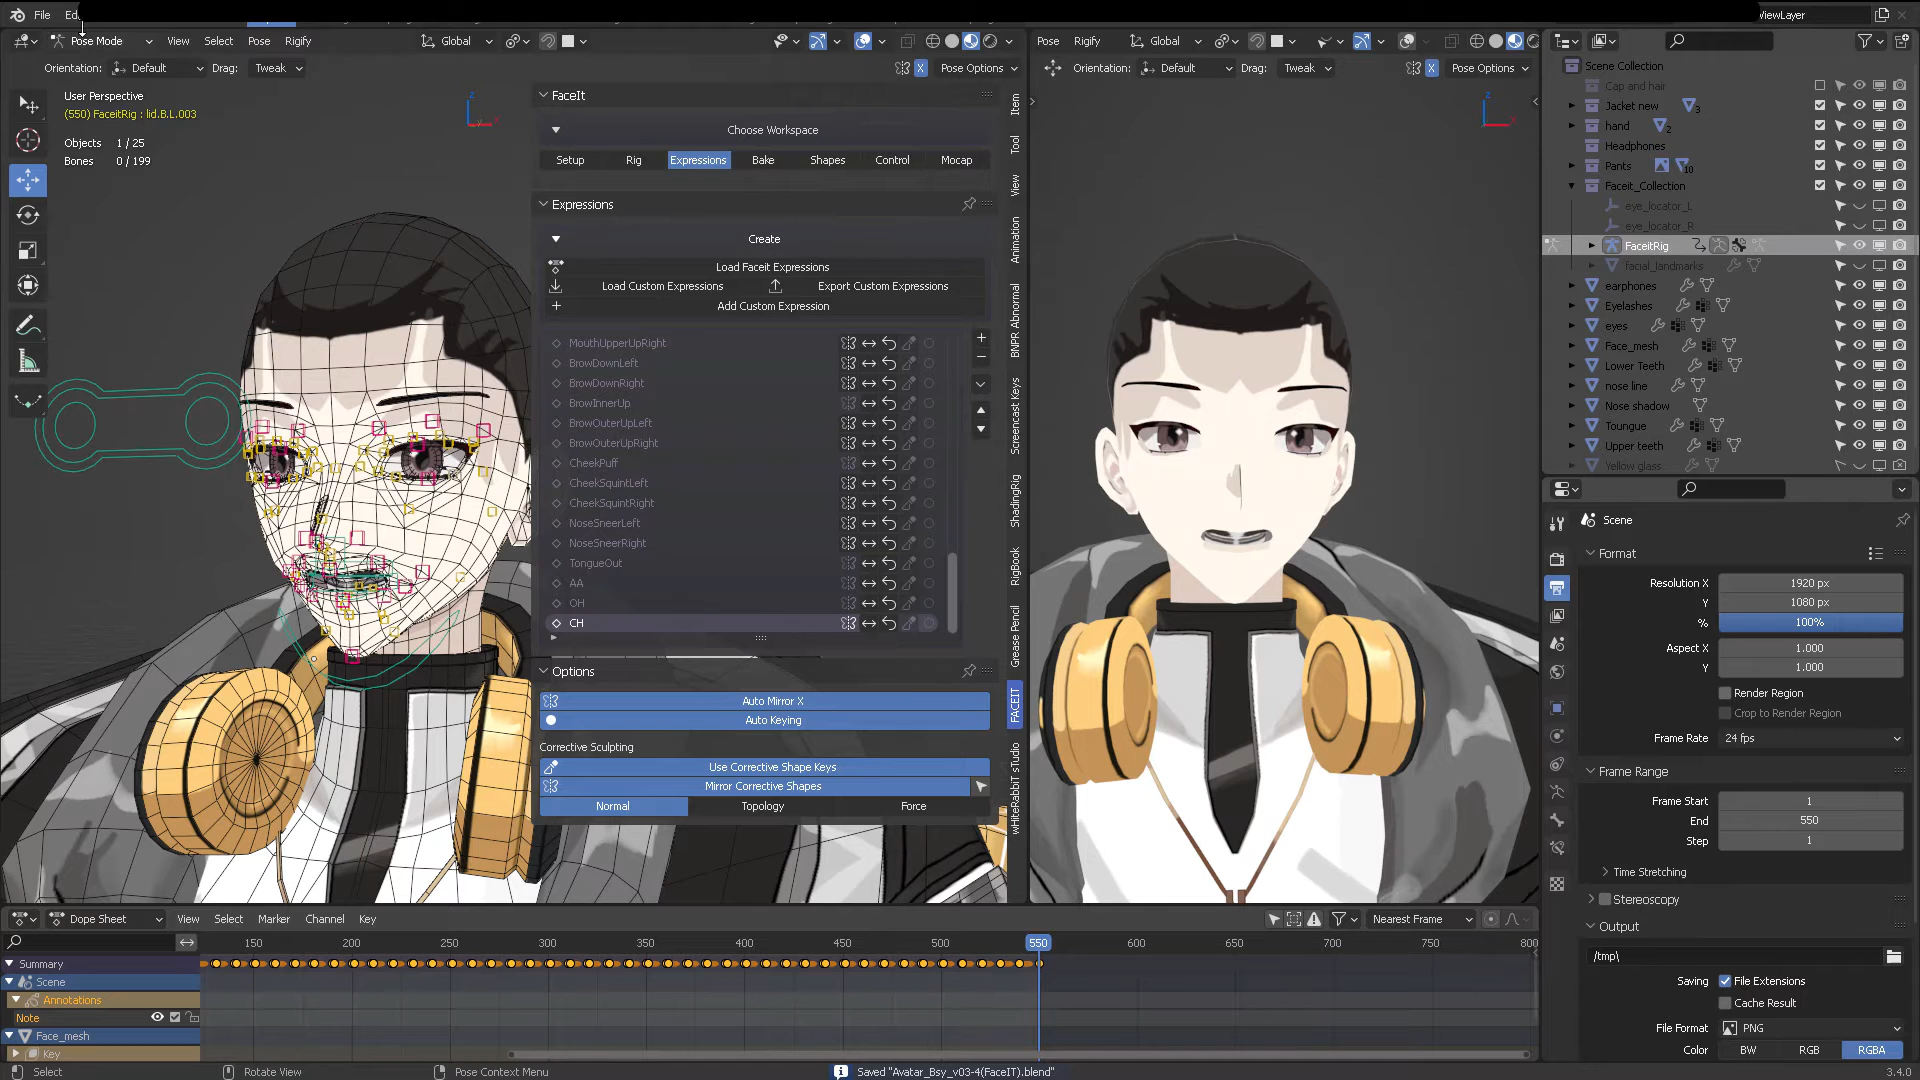 File Ed ViewLayer
Pose Mode View Select Pose Rigify Global Pose Rigify Global
Orientation: Default Drag: Tweak X Pose Options Orientation: Default Drag: Tweak X Pose Options
User Perspective
(550) FaceitRig : lid.B.L.003
Objects 1 / 25
Bones 0 / 199
FaceIt
Choose Workspace
Setup Rig Expressions Bake Shapes Control Mocap
Expressions
Create
Load Faceit Expressions
Load Custom Expressions Export Custom Expressions
Add Custom Expression
MouthUpperUpRight
BrowDownLeft
BrowDownRight
BrowInnerUp
BrowOuterUpLeft
BrowOuterUpRight
CheekPuff
CheekSquintLeft
CheekSquintRight
NoseSneerLeft
NoseSneerRight
TongueOut
AA
OH
CH
Options
Auto Mirror X
Auto Keying
Corrective Sculpting
Use Corrective Shape Keys
Mirror Corrective Shapes
Normal Topology Force
Item
Tool
View
Animation
BNPR Abnormal
Screencast Keys
ShadingRig
RigBook
Grease Pencil
FACEIT
wHiteRabbiT sTudio
Scene Collection
Cap and hair
Jacket new 3
hand 2
Headphones
Pants 10
Faceit_Collection
eye_locator_L
eye_locator_R
FaceitRig
facial_landmarks
earphones
Eyelashes
eyes
Face_mesh
Lower Teeth
nose line
Nose shadow
Toungue
Upper teeth
Yellow glass
Scene
Format
Resolution X 1920 px
Y 1080 px
% 100%
Aspect X 1.000
Y 1.000
Render Region
Crop to Render Region
Frame Rate 24 fps
Frame Range
Frame Start 1
End 550
Step 1
Time Stretching
Stereoscopy
Output
/tmp\
Saving File Extensions
Cache Result
File Format PNG
Color BW RGB RGBA
Dope Sheet View Select Marker Channel Key Nearest Frame
150 200 250 300 350 400 450 500 550 600 650 700 750 800
Summary
Scene
Annotations
Note
Face_mesh
Key
Select Rotate View Pose Context Menu Saved "Avatar_Bsy_v03-4(FaceIT).blend" 3.4.0